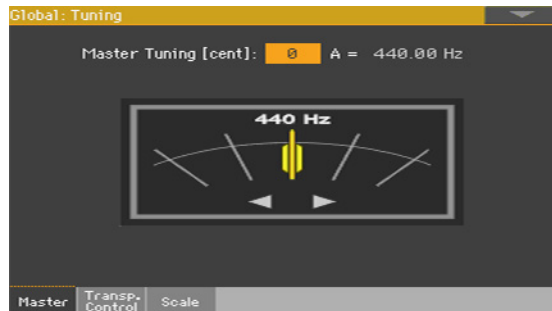 Global: Tuning
Master Tuning [cent]: 0 A = 440.00 Hz
440 Hz
Master Transp. Control Scale